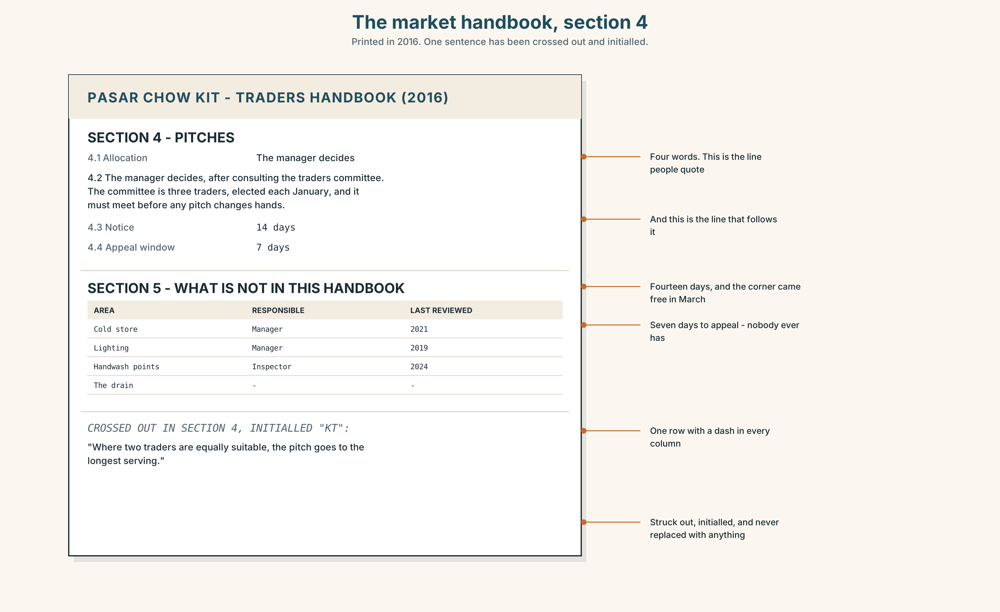 The market handbook, section 4
Printed in 2016. One sentence has been crossed out and initialled.
PASAR CHOW KIT - TRADERS HANDBOOK (2016)
SECTION 4 - PITCHES
4.1 Allocation The manager decides
4.2 The manager decides, after consulting the traders committee.
The committee is three traders, elected each January, and it
must meet before any pitch changes hands.
4.3 Notice 14 days
4.4 Appeal window 7 days
SECTION 5 - WHAT IS NOT IN THIS HANDBOOK
AREA RESPONSIBLE LAST REVIEWED
Cold store Manager 2021
Lighting Manager 2019
Handwash points Inspector 2024
The drain - -
CROSSED OUT IN SECTION 4, INITIALLED "KT":
"Where two traders are equally suitable, the pitch goes to the
longest serving."
Four words. This is the line
people quote
And this is the line that follows
it
Fourteen days, and the corner came
free in March
Seven days to appeal - nobody ever
has
One row with a dash in every
column
Struck out, initialled, and never
replaced with anything